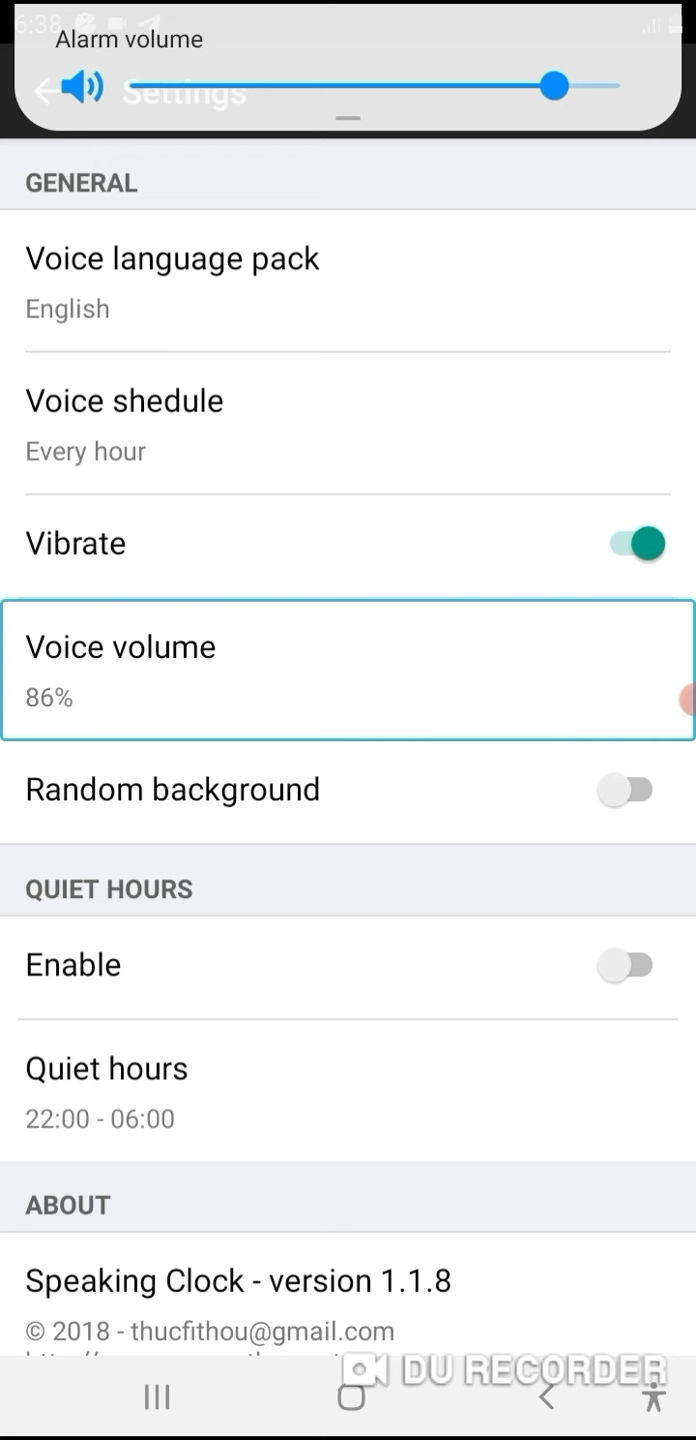 6:38
Alarm volume
Settings
GENERAL
Voice language pack
English
Voice shedule
Every hour
Vibrate
Voice volume
86%
Random background
QUIET HOURS
Enable
Quiet hours
22:00 - 06:00
ABOUT
Speaking Clock - version 1.1.8
© 2018 - thucfithou@gmail.com
DU RECORDER